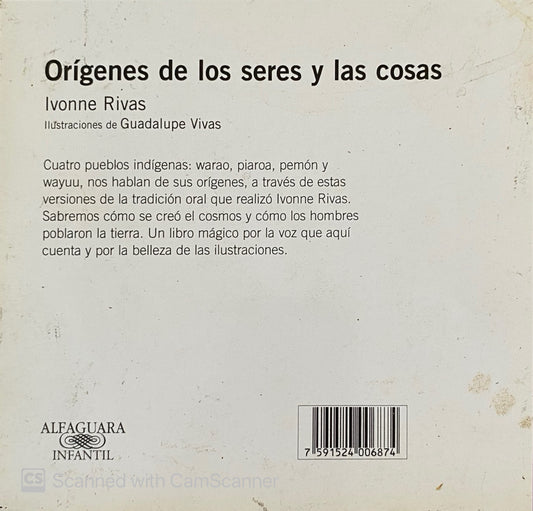 Orígenes de los seres y las cosas
Ivonne Rivas
Ilustraciones de Guadalupe Vivas
Cuatro pueblos indígenas: warao, piaroa, pemón y
wayuu, nos hablan de sus orígenes, a través de estas
versiones de la tradición oral que realizó Ivonne Rivas.
Sabremos cómo se creó el cosmos y cómo los hombres
poblaron la tierra. Un libro mágico por la voz que aquí
cuenta y por la belleza de las ilustraciones.
ALFAGUARA
INFANTIL
7 591524 006874
CS Scanned with CamScanner